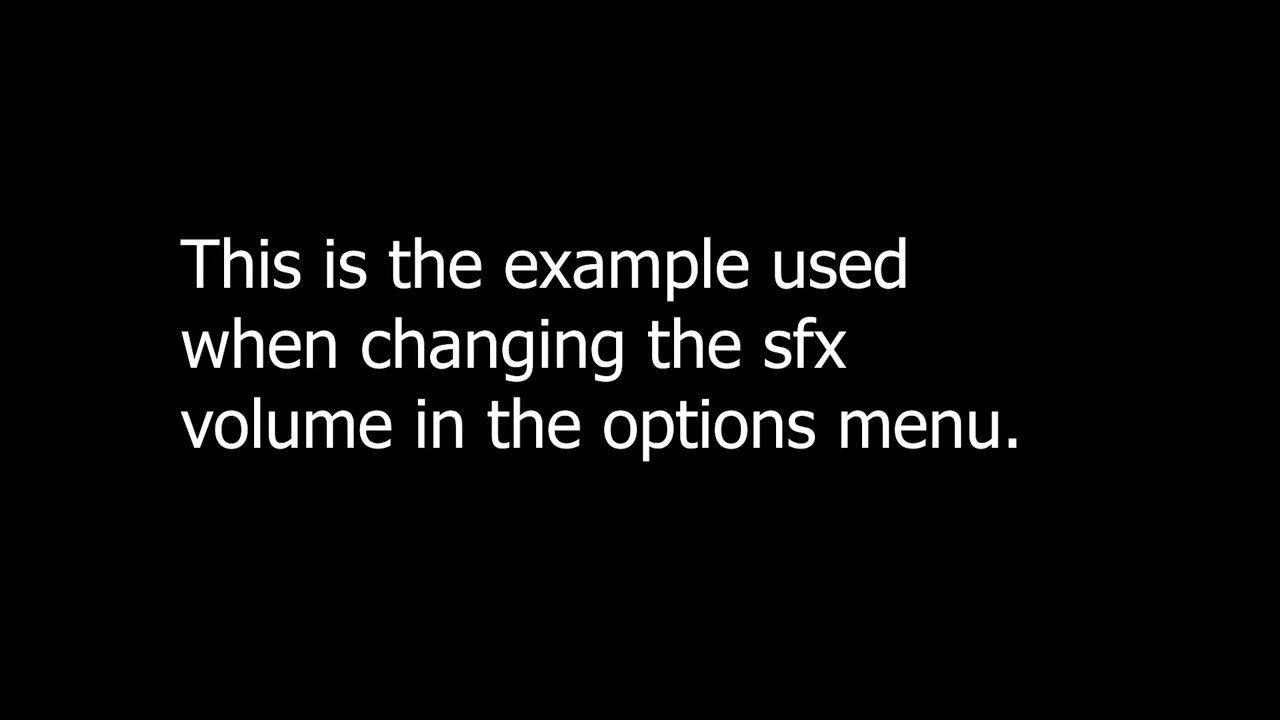 This is the example used
when changing the sfx
volume in the options menu.